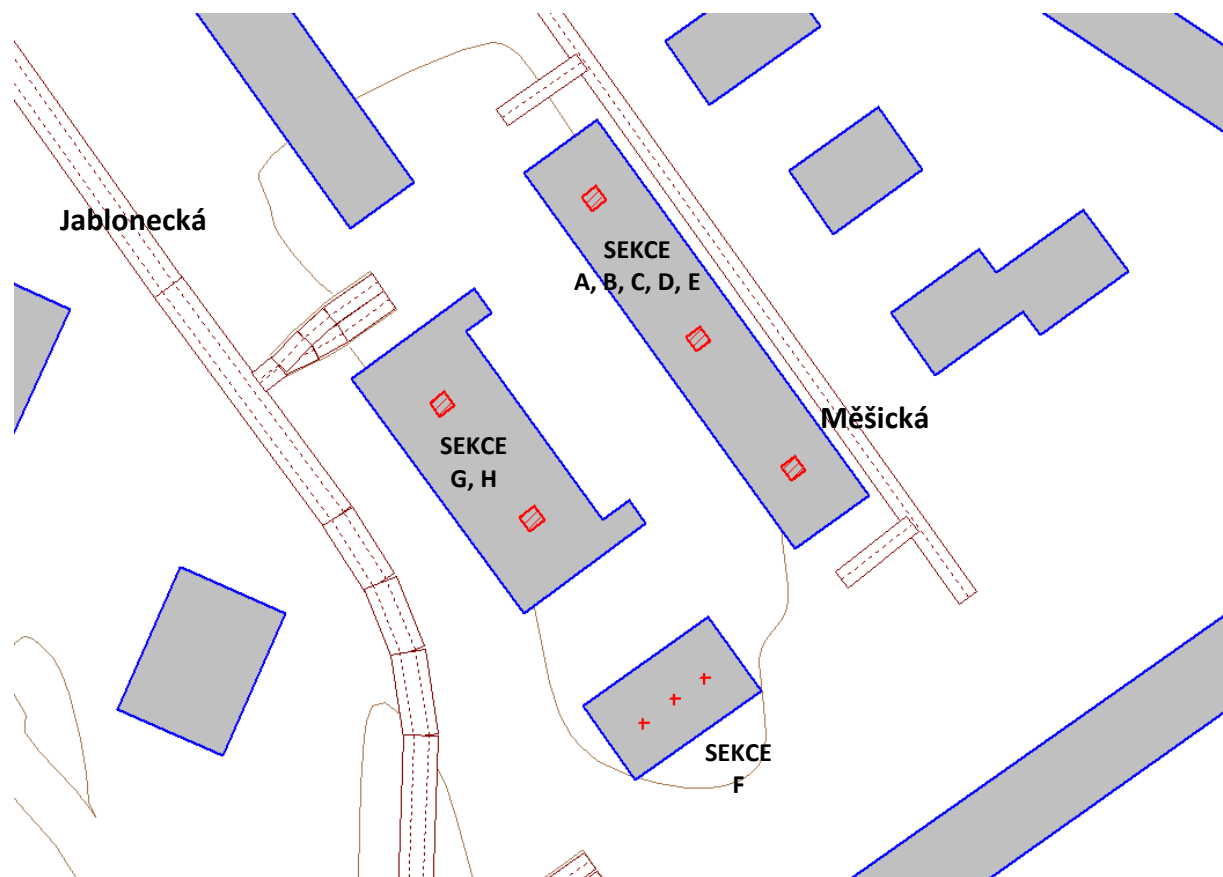 Jablonecká
SEKCE
A, B, C, D, E
Měšická
SEKCE
G, H
SEKCE
F